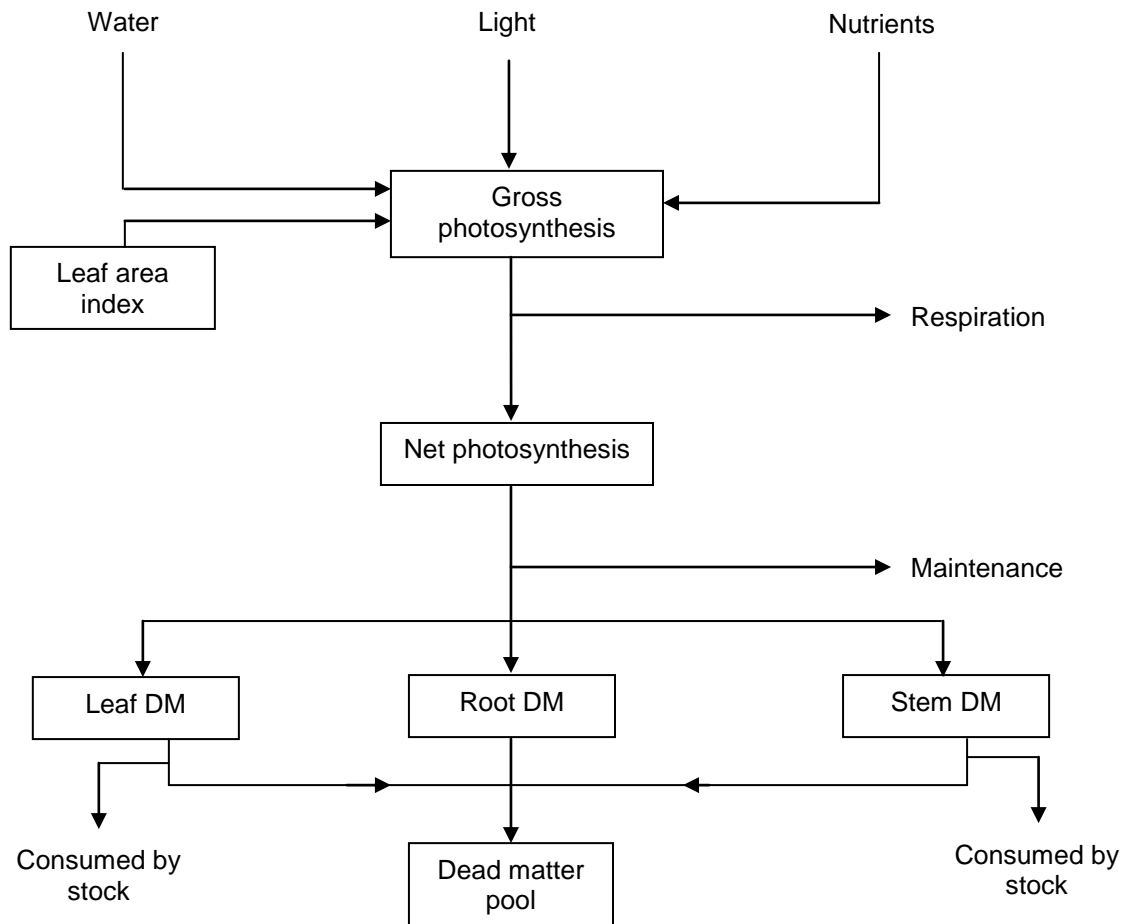 Water
Light
Nutrients
Gross
photosynthesis
Leaf area
index
Respiration
Net photosynthesis
Maintenance
Leaf DM
Root DM
Stem DM
Consumed by
stock
Dead matter
pool
Consumed by
stock